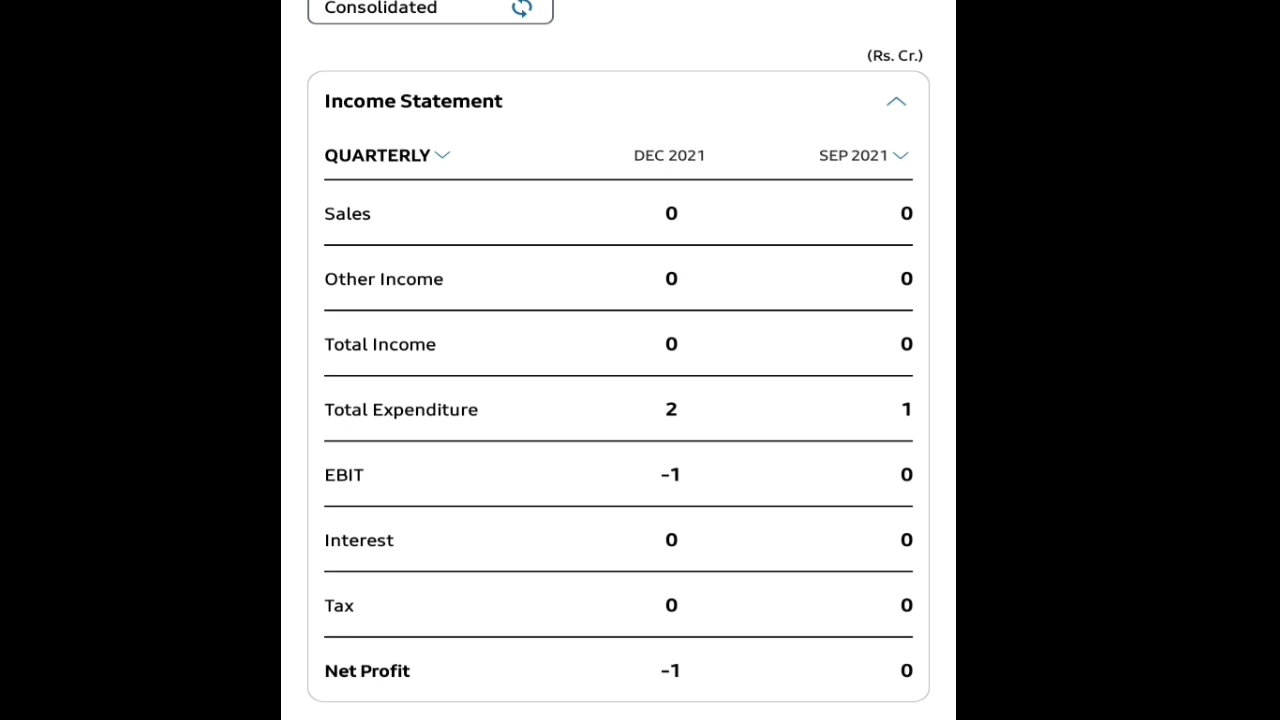 Consolidated
(Rs. Cr.)
Income Statement
QUARTERLY DEC 2021 SEP 2021
Sales 0 0
Other Income 0 0
Total Income 0 0
Total Expenditure 2 1
EBIT -1 0
Interest 0 0
Tax 0 0
Net Profit -1 0